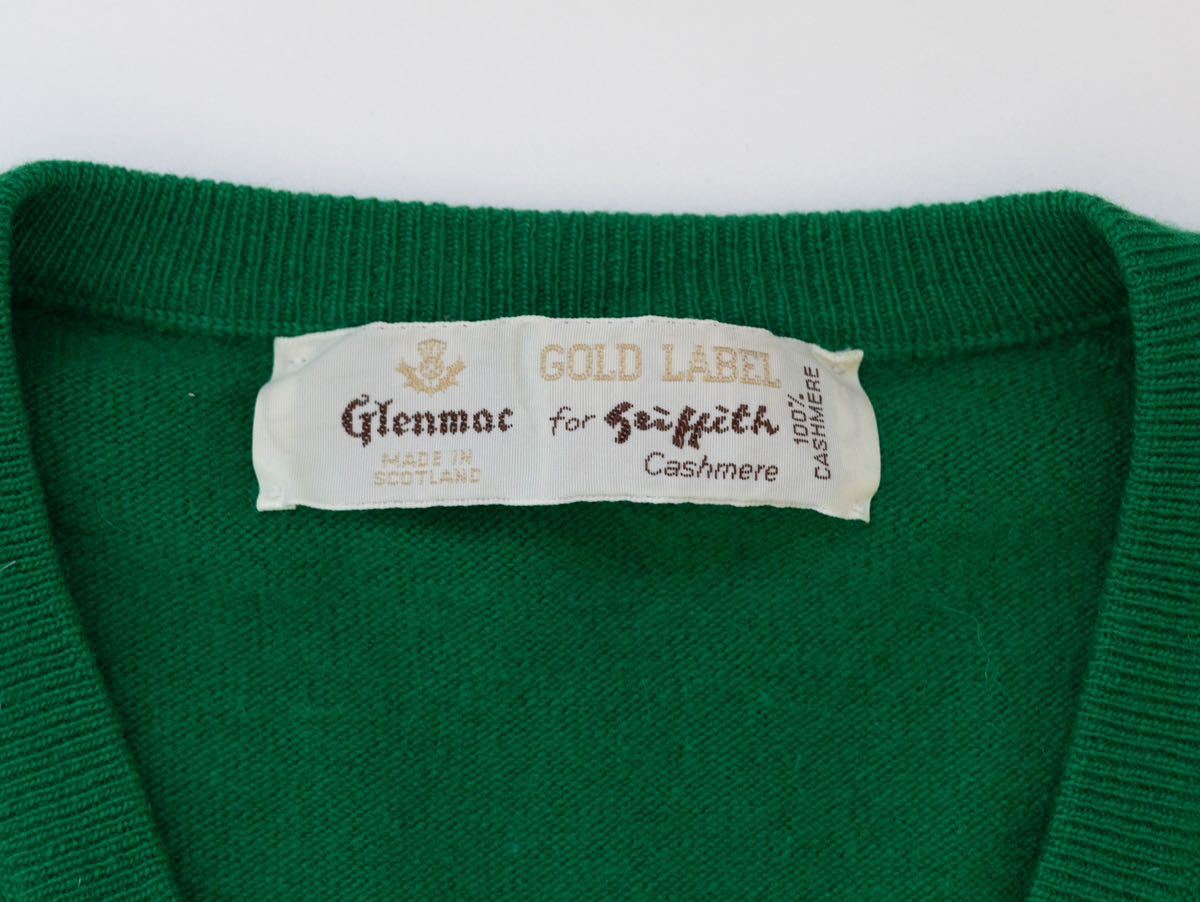 Glenmac
MADE IN
SCOTLAND
GOLD LABEL
for Griffith
Cashmere
100%
CASHMERE